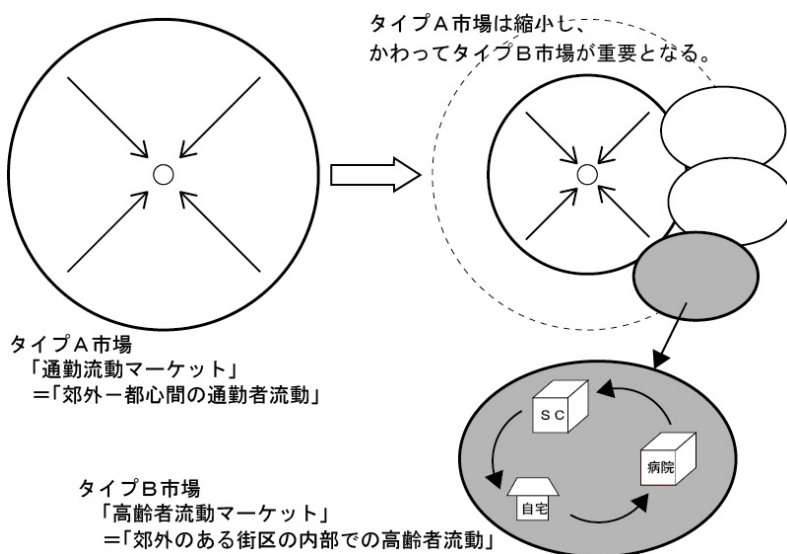 タイプA市場は縮小し、
かわってタイプB市場が重要となる。
タイプA市場
「通勤流動マーケット」
＝「郊外－都心間の通勤者流動」
SC
病院
自宅
タイプB市場
「高齢者流動マーケット」
＝「郊外のある街区の内部での高齢者流動」